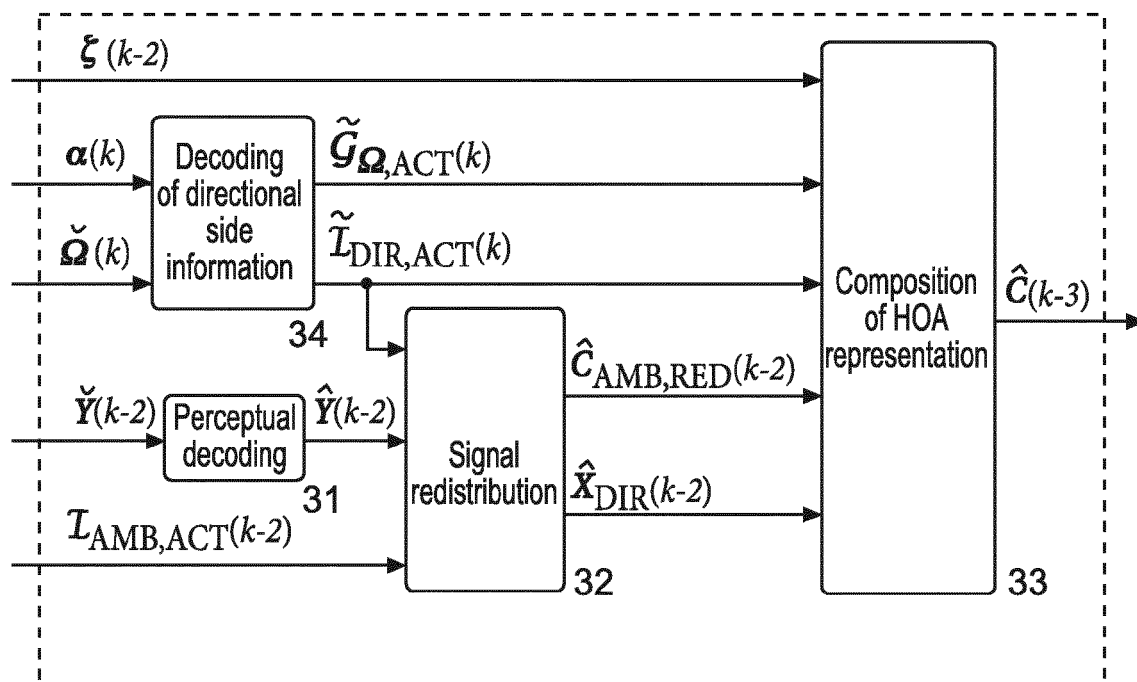 ζ(k-2)
α(k)
Decoding
of directional
side
information
G̃Ω,ACT(k)
Ω̆(k)
ĨDIR,ACT(k)
34
Composition
of HOA
representation
Ĉ(k-3)
Y̆(k-2)
Perceptual
decoding
Ŷ(k-2)
31
Signal
redistribution
ĈAMB,RED(k-2)
X̂DIR(k-2)
IAMB,ACT(k-2)
32
33